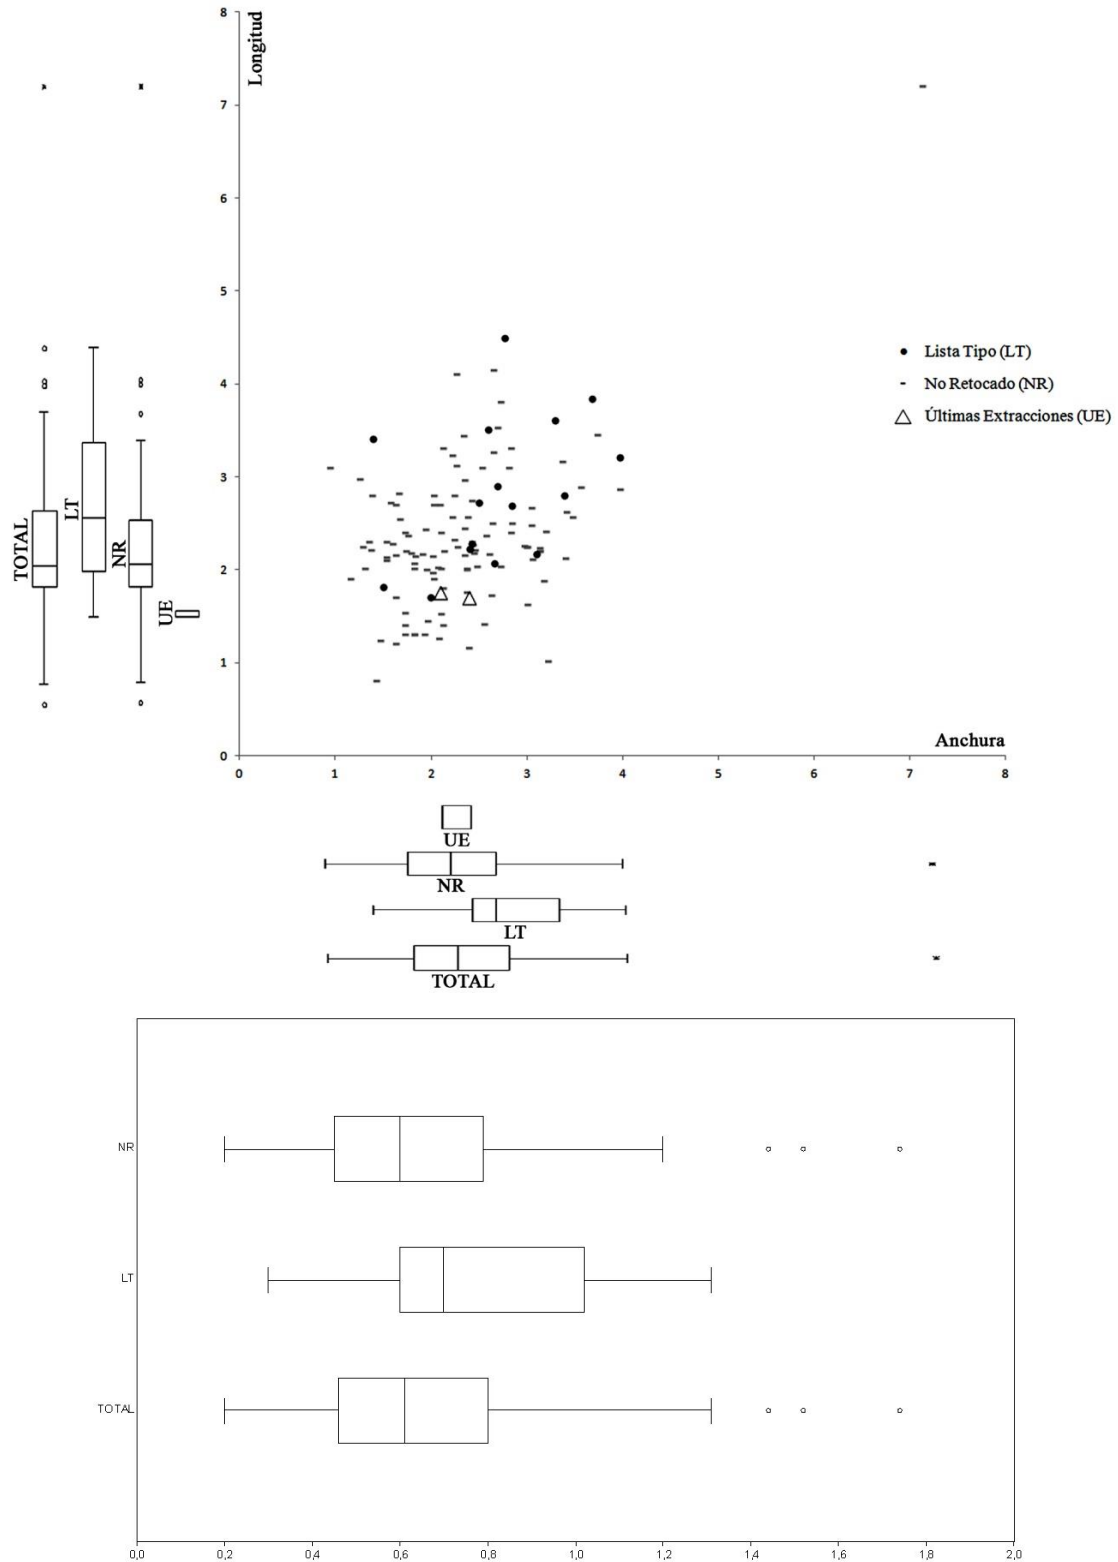 Longitud
8
7
6
5
4
3
2
1
0
TOTAL
LT
NR
UE
Lista Tipo (LT)
No Retocado (NR)
Últimas Extracciones (UE)
Anchura
0 1 2 3 4 5 6 7 8
UE
NR
LT
TOTAL
NR
LT
TOTAL
0,0 0,2 0,4 0,6 0,8 1,0 1,2 1,4 1,6 1,8 2,0